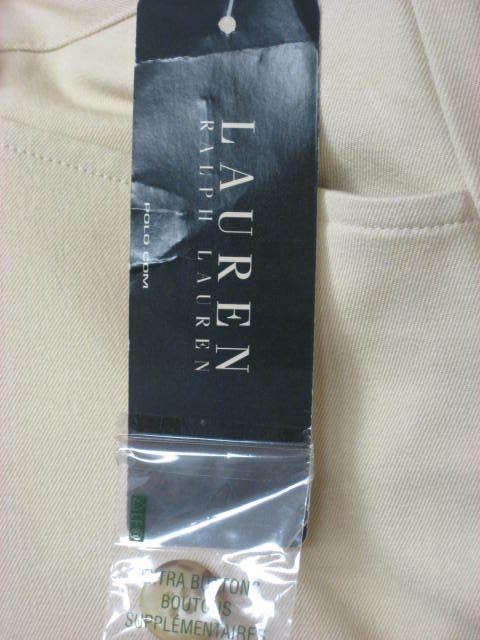 LAUREN
RALPH LAUREN
POLO.COM
EXTRA BUTTONS
BOUTONS
SUPPLÉMENTAIRES